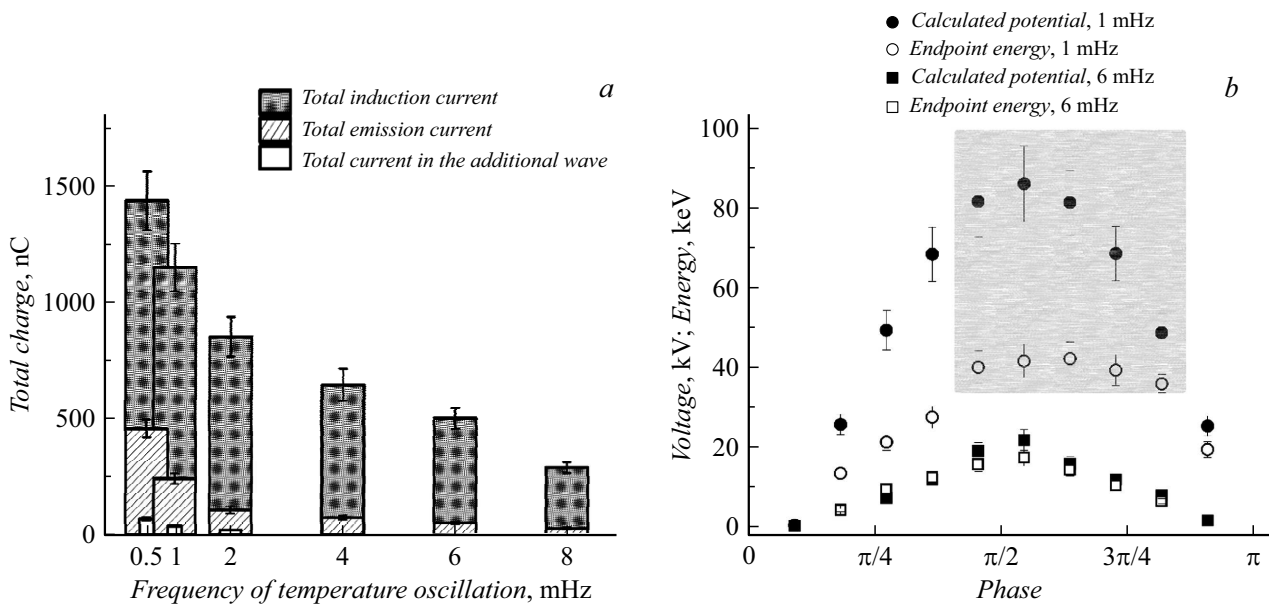 a
Total induction current
Total emission current
Total current in the additional wave
1500
1000
500
0
Total charge, nC
0.5 1 2 4 6 8
Frequency of temperature oscillation, mHz
Calculated potential, 1 mHz
Endpoint energy, 1 mHz
Calculated potential, 6 mHz
Endpoint energy, 6 mHz
b
100
80
60
40
20
0
Voltage, kV; Energy, keV
0 π/4 π/2 3π/4 π
Phase